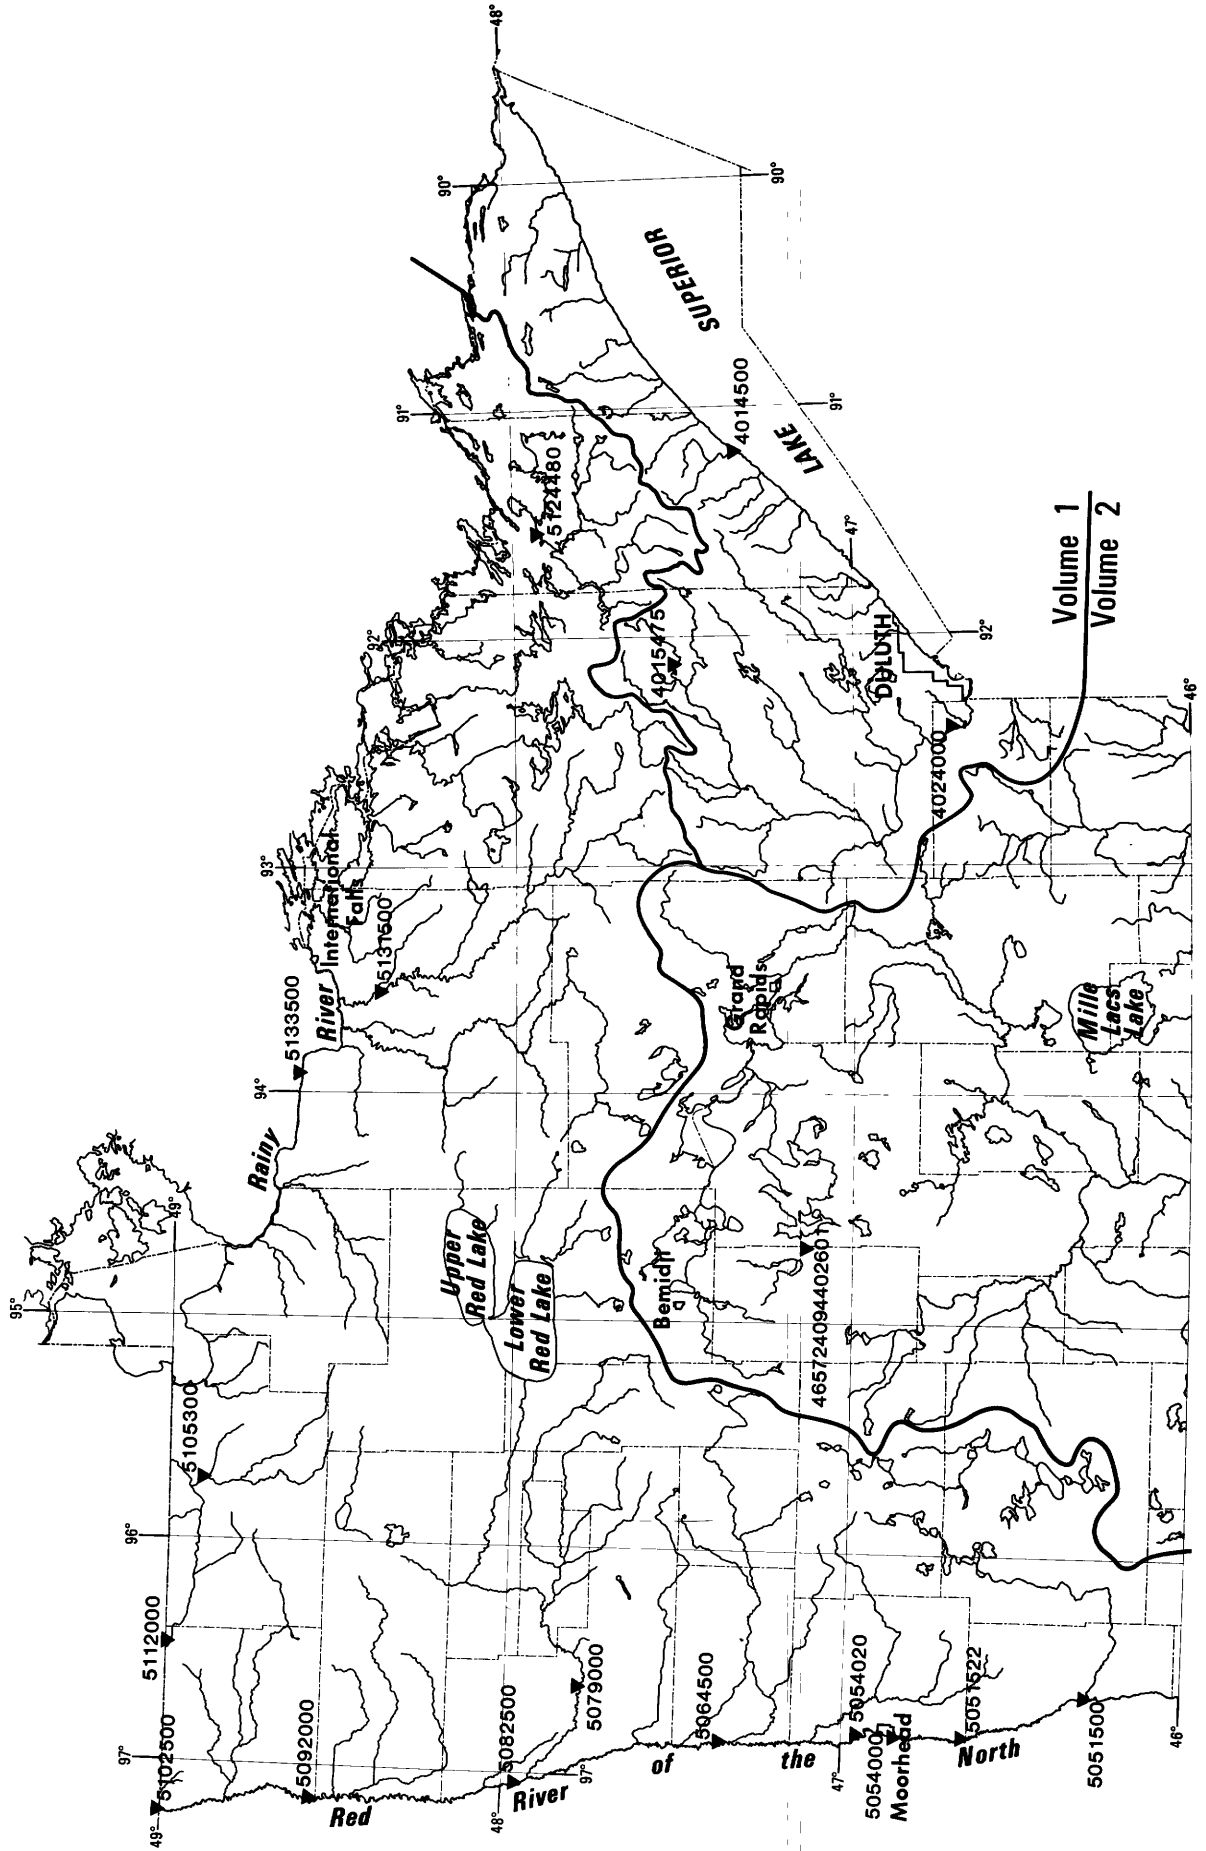 48°
90°
90°
SUPERIOR
LAKE
91°
91°
4014500
5124480
47°
Volume 1
Volume 2
92°
92°
4015475
DULUTH
46°
4024000
93°
International
Falls
5131500
5133500
River
Rainy
94°
Grand
Rapids
Mille
Lacs
Lake
49°
95°
Upper
Red Lake
Lower
Red Lake
Bemidji
465724094402601
5105300
96°
5112000
5102500
97°
49°
5092000
Red
5082500
48°
River
97°
5079000
5064500
of
the
47°
5054020
5054000
Moorhead
5051522
North
5051500
46°